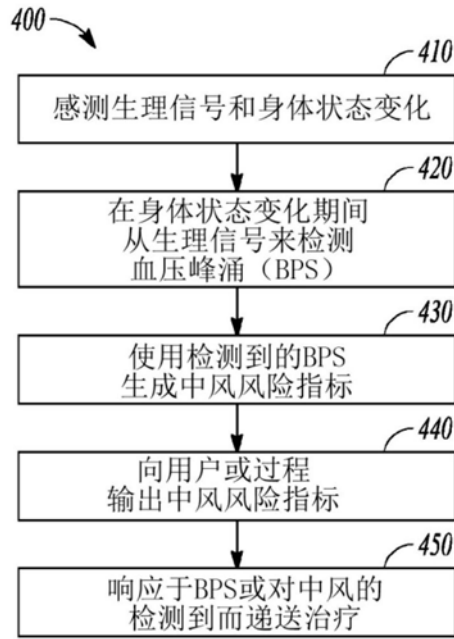 400
410
感测生理信号和身体状态变化
420
在身体状态变化期间
从生理信号来检测
血压峰涌（BPS）
430
使用检测到的BPS
生成中风风险指标
440
向用户或过程
输出中风风险指标
450
响应于BPS或对中风的
检测到而递送治疗